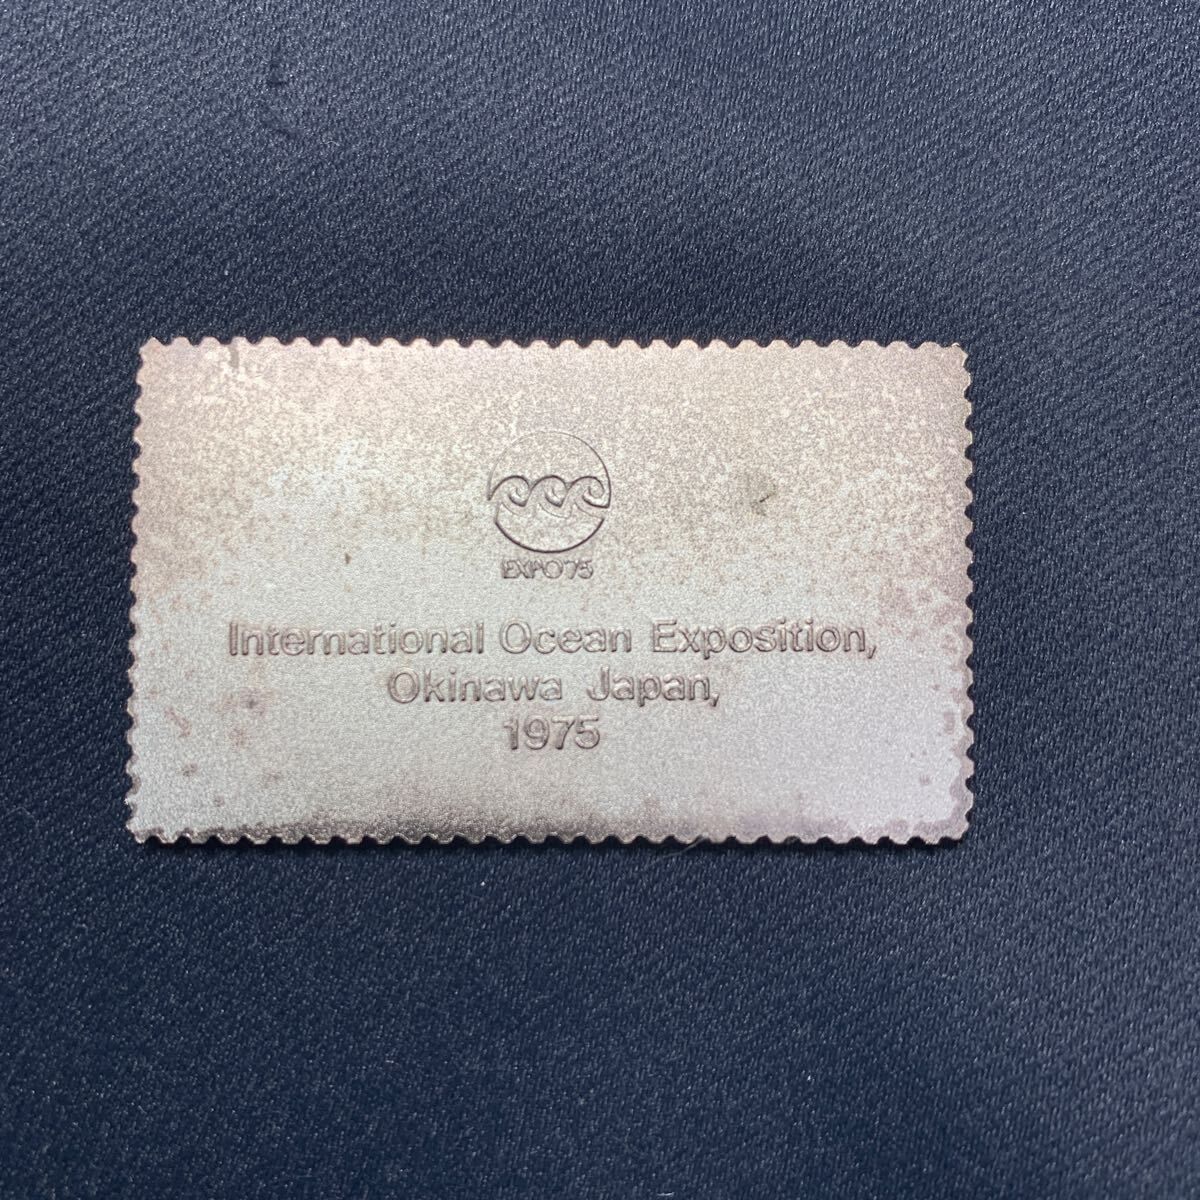 EXPO'75
International Ocean Exposition,
Okinawa Japan,
1975